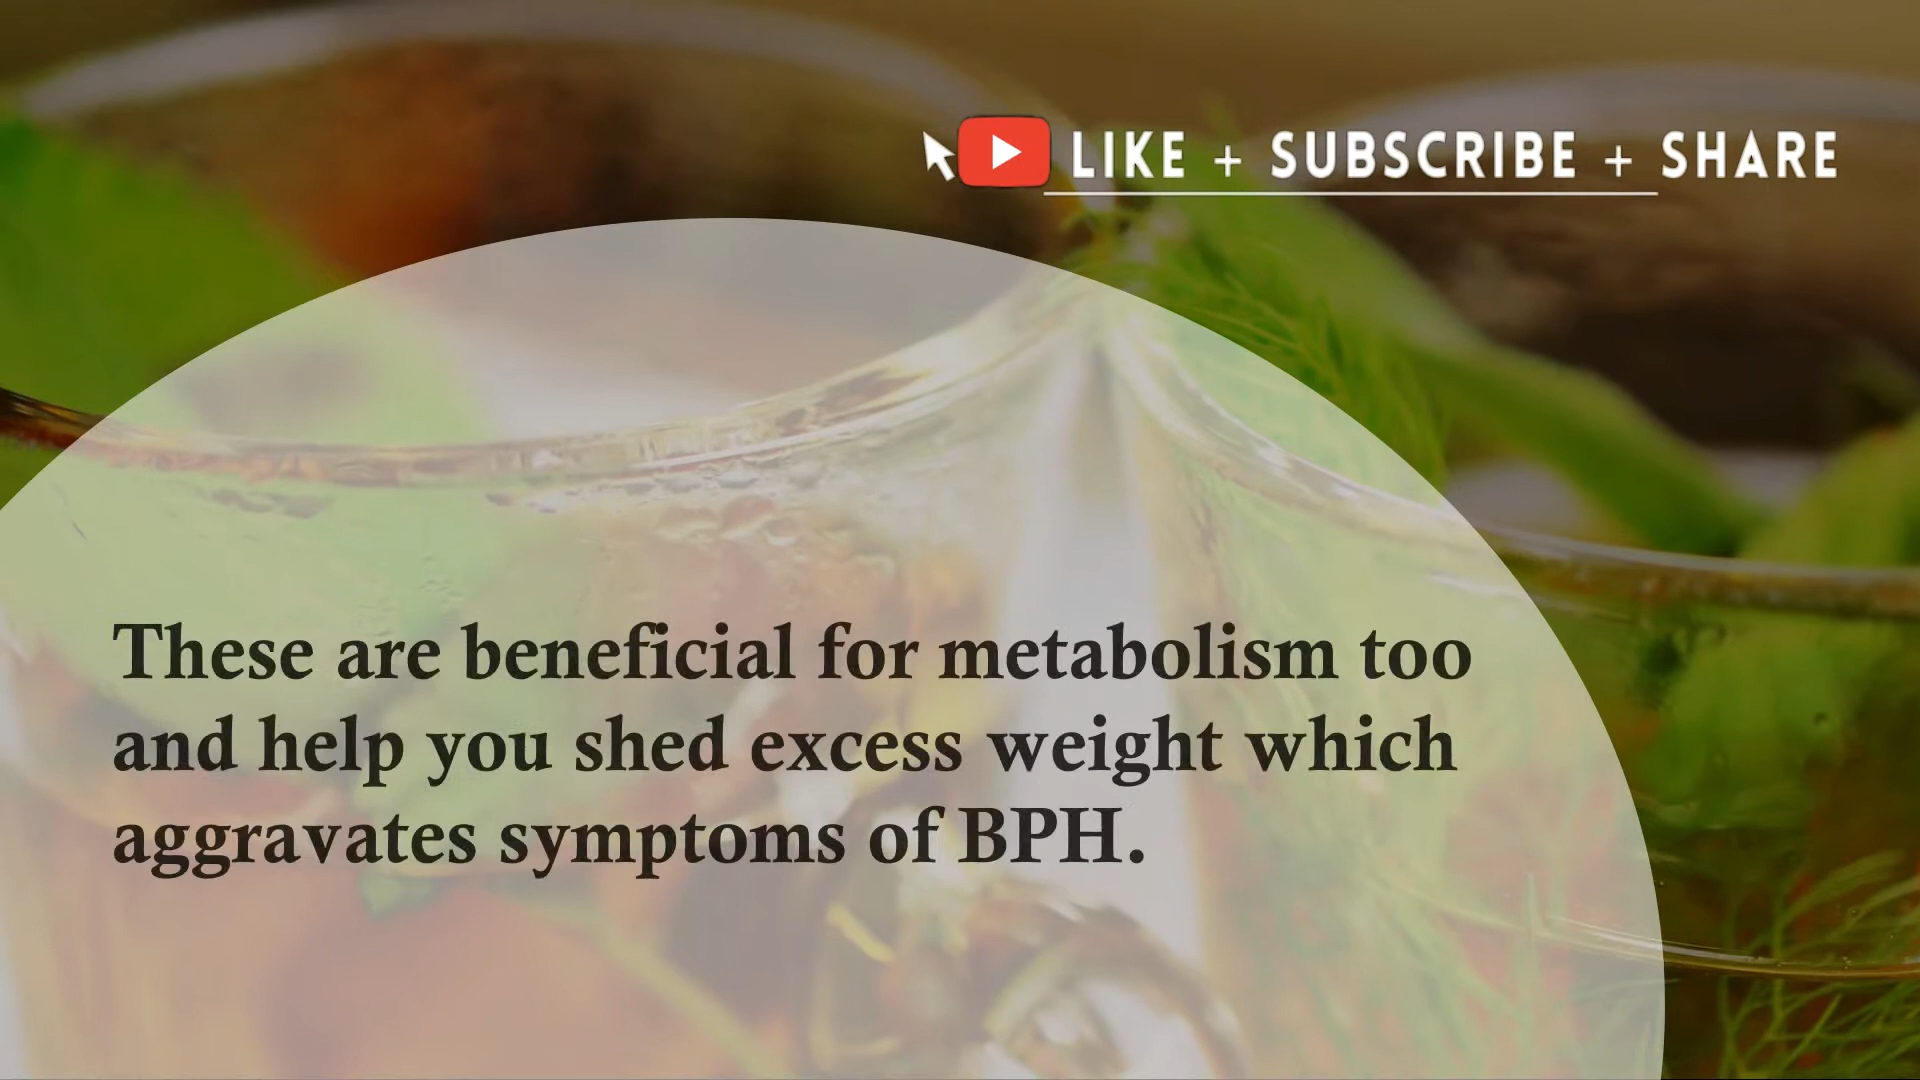 LIKE + SUBSCRIBE + SHARE
These are beneficial for metabolism too
and help you shed excess weight which
aggravates symptoms of BPH.